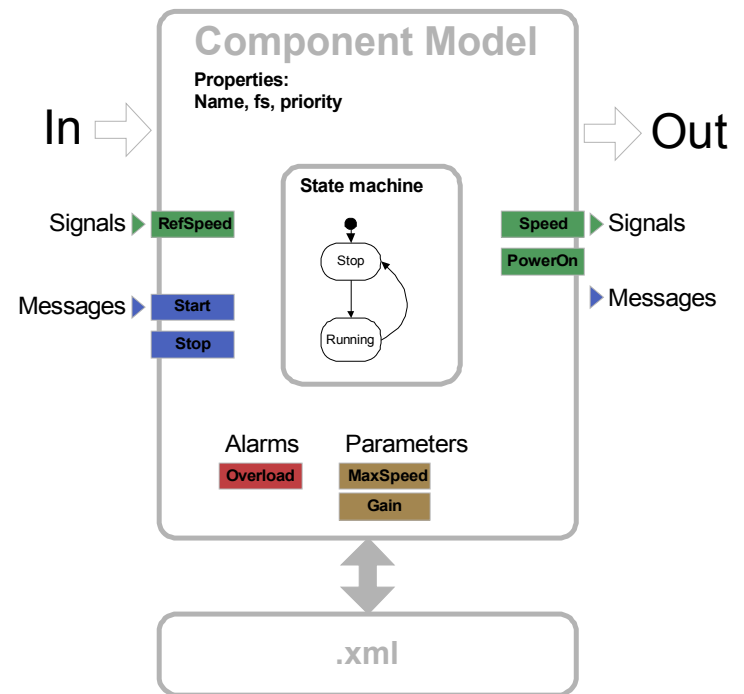 Component Model
Properties:
Name, fs, priority
In
Out
State machine
Signals
RefSpeed
Speed
Signals
Stop
PowerOn
Messages
Start
Messages
Stop
Running
Alarms
Parameters
Overload
MaxSpeed
Gain
.xml